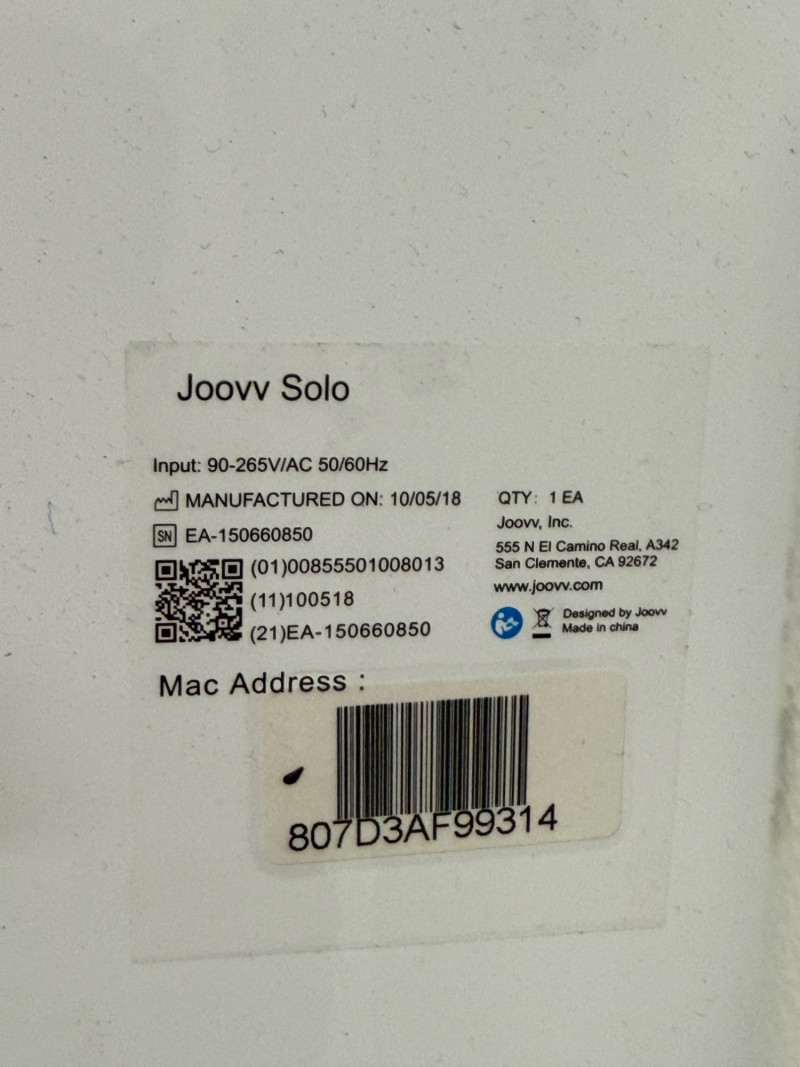 Joovv Solo
Input: 90-265V/AC 50/60Hz
MANUFACTURED ON: 10/05/18
SN EA-150660850
(01)00855501008013
(11)100518
(21)EA-150660850
QTY: 1 EA
Joovv, Inc.
555 N El Camino Real, A342
San Clemente, CA 92672
www.joovv.com
Designed by Joovv
Made in china
Mac Address :
807D3AF99314